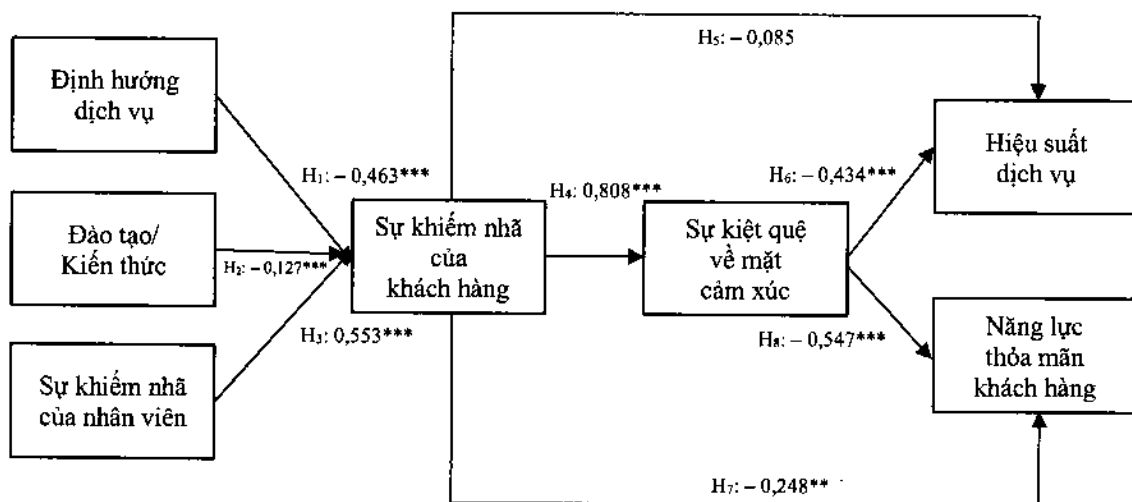 H₅: – 0,085
Định hướng
dịch vụ
Hiệu suất
dịch vụ
H₁: – 0,463***
H₆: – 0,434***
H₄: 0,808***
Đào tạo/
Kiến thức
H₂: – 0,127***
Sự khiếm nhã
của
khách hàng
Sự kiệt quệ
về mặt
cảm xúc
H₃: 0,553***
H₈: – 0,547***
Sự khiếm nhã
của nhân viên
Năng lực
thỏa mãn
khách hàng
H₇: – 0,248**